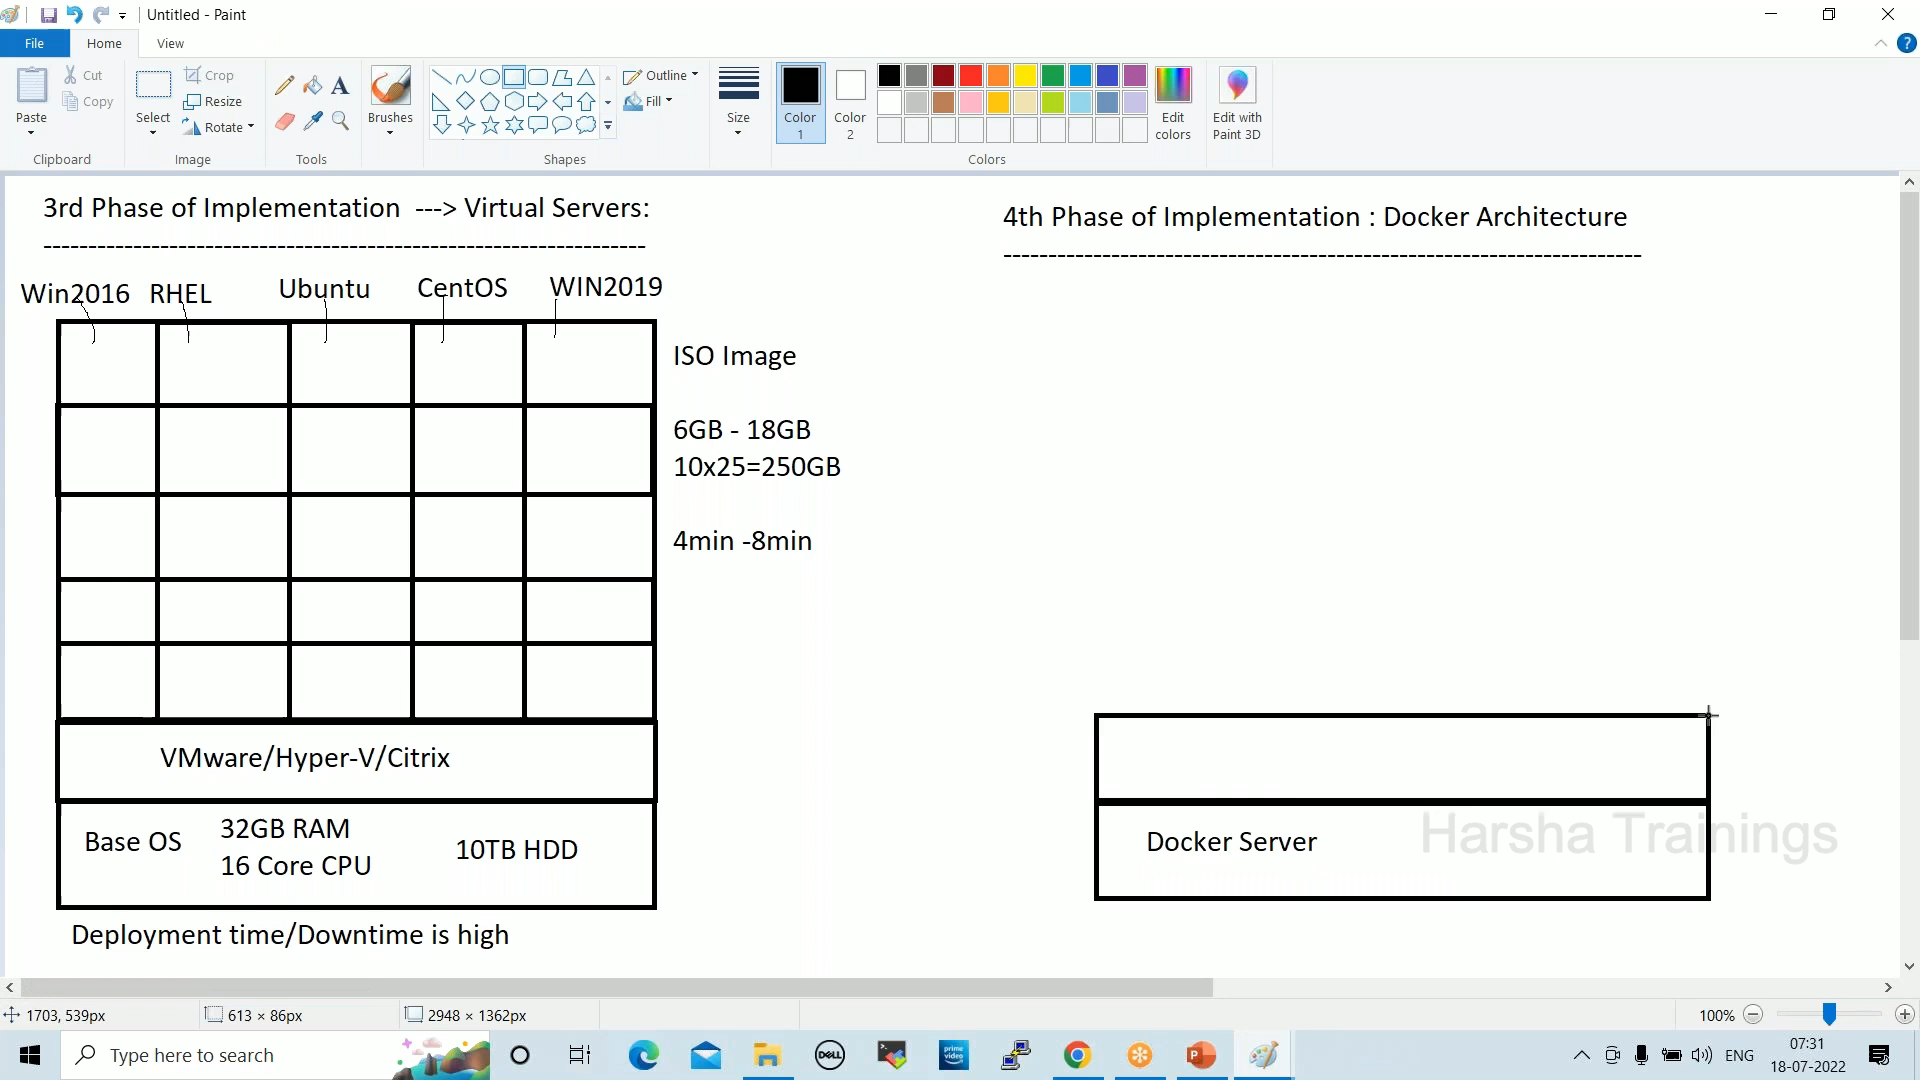 Untitled - Paint
File Home View
Paste
Cut
Copy
Clipboard
Select
Crop
Resize
Rotate
Image
Tools
Brushes
Shapes
Outline
Fill
Size
Color 1
Color 2
Colors
Edit colors
Edit with Paint 3D
3rd Phase of Implementation ---> Virtual Servers:
-----------------------------------------------------------------------
Win2016 RHEL Ubuntu CentOS WIN2019
ISO Image
6GB - 18GB
10x25=250GB
4min -8min
VMware/Hyper-V/Citrix
Base OS
32GB RAM
16 Core CPU
10TB HDD
Deployment time/Downtime is high
4th Phase of Implementation : Docker Architecture
-----------------------------------------------------------------------
Docker Server
Harsha Trainings
1703, 539px
613 × 86px
2948 × 1362px
100%
Type here to search
DELL
prime video
ENG
07:31
18-07-2022